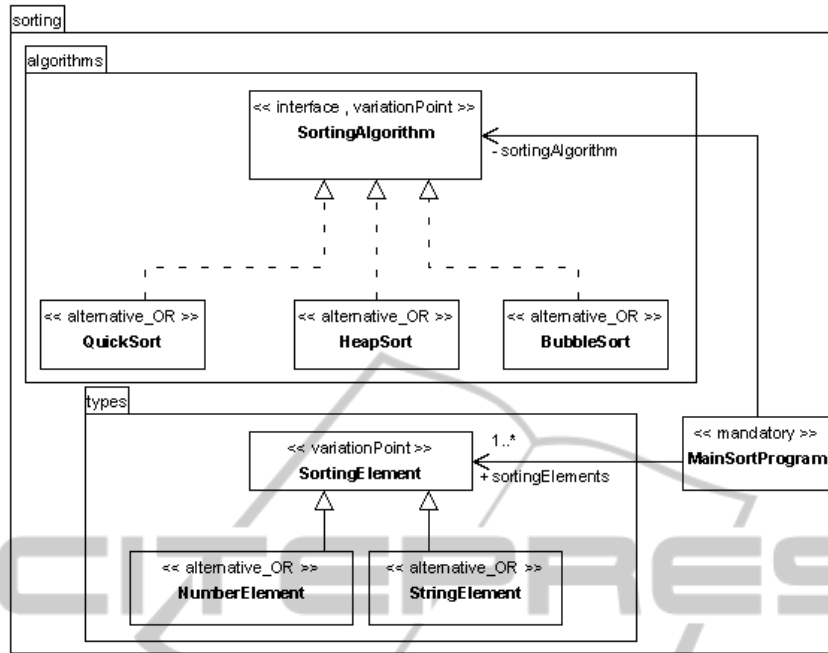 sorting
algorithms
<< interface , variationPoint >>
SortingAlgorithm
- sortingAlgorithm
<< alternative_OR >>
QuickSort
<< alternative_OR >>
HeapSort
<< alternative_OR >>
BubbleSort
types
<< variationPoint >>
SortingElement
1..*
+ sortingElements
<< mandatory >>
MainSortProgram
<< alternative_OR >>
NumberElement
<< alternative_OR >>
StringElement
CITEPRES